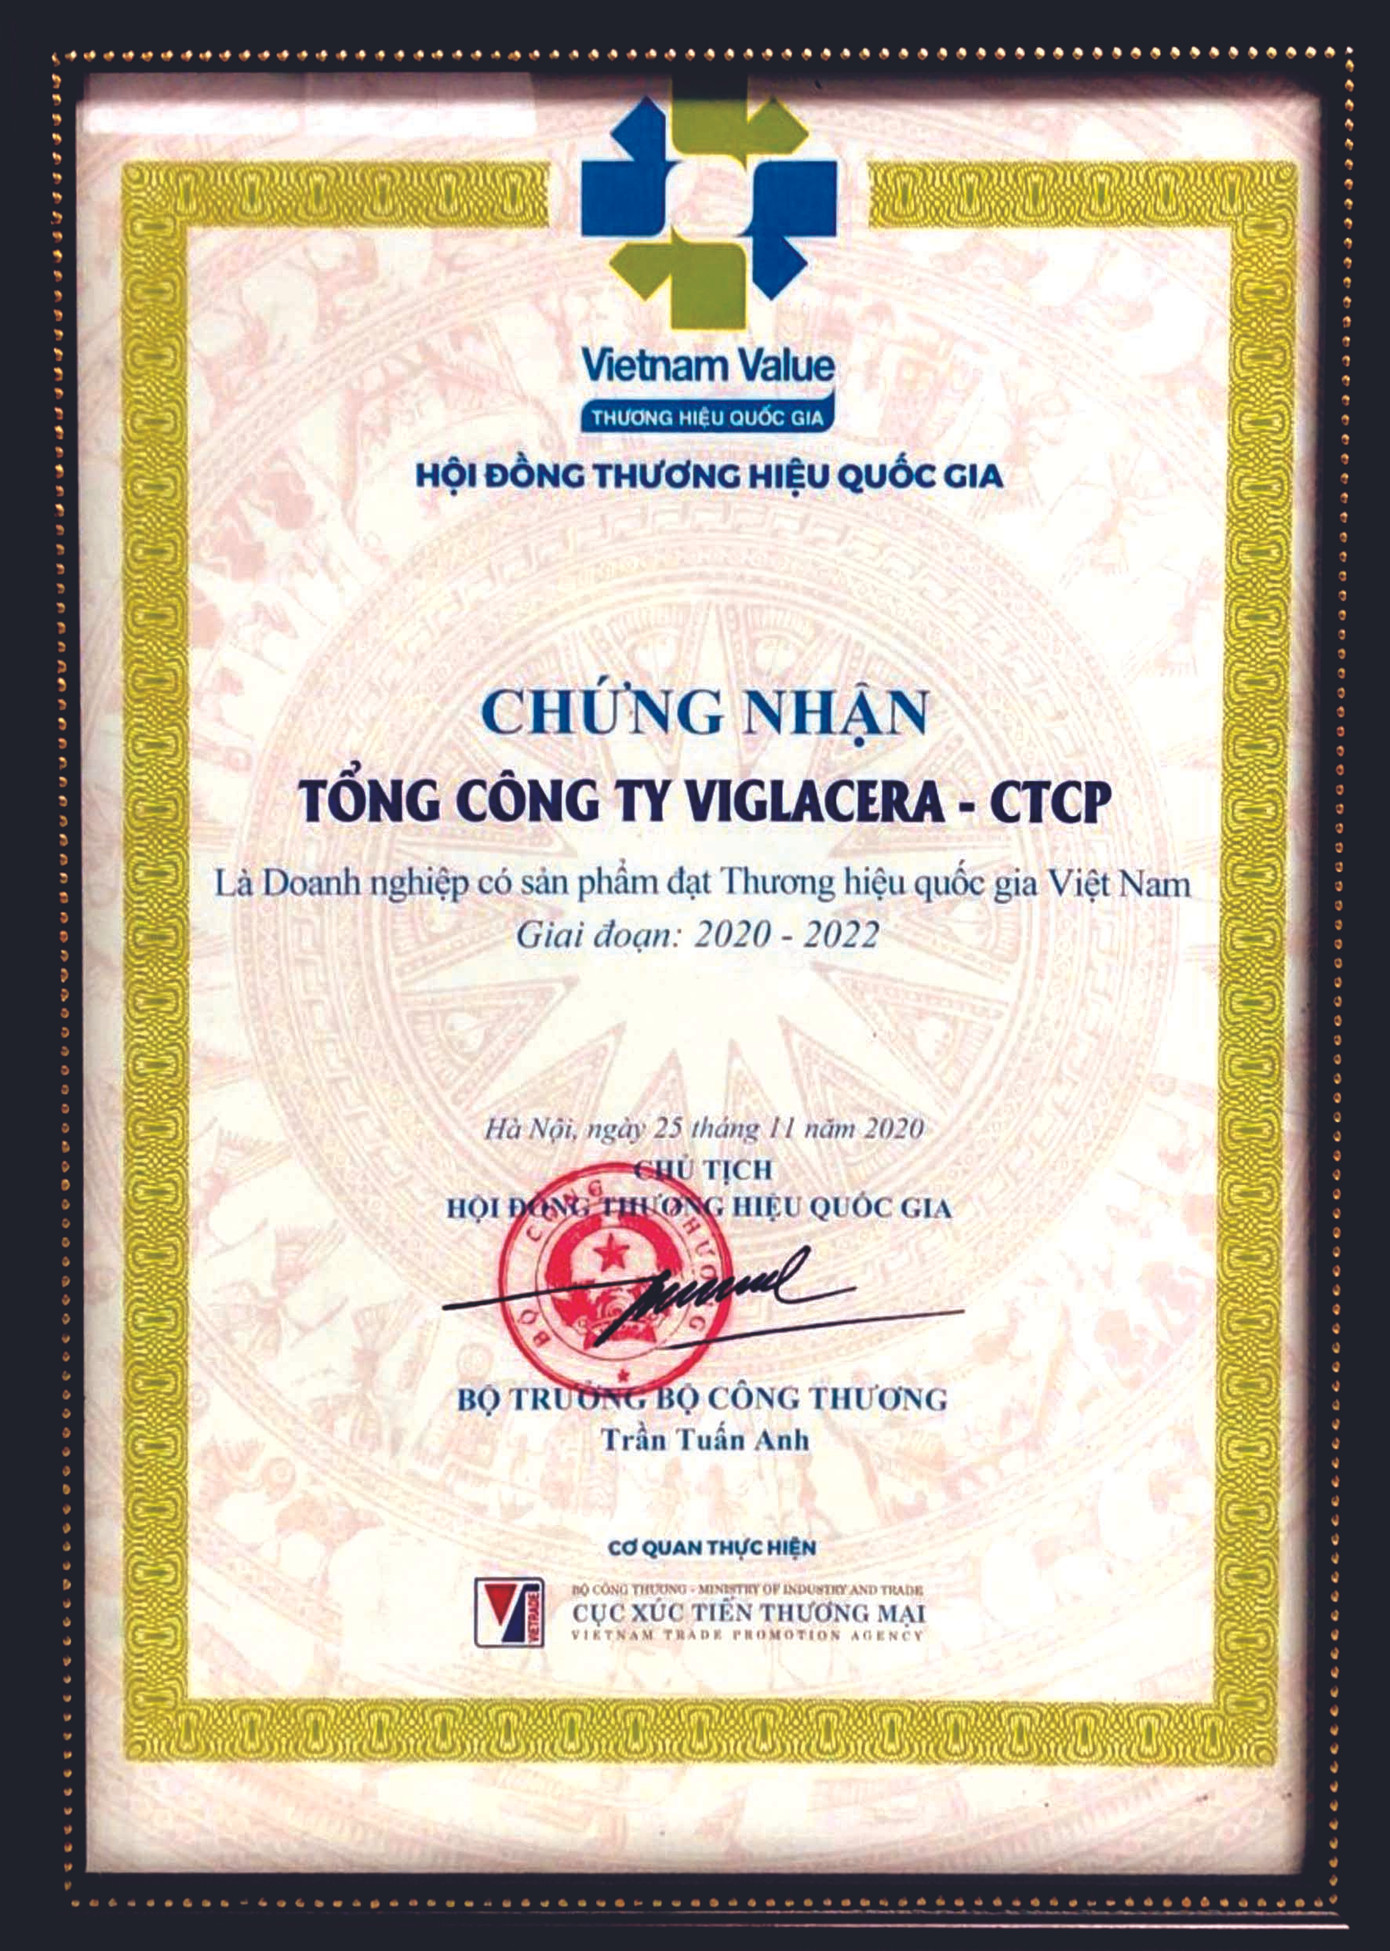 Vietnam Value
THƯƠNG HIỆU QUỐC GIA
HỘI ĐỒNG THƯƠNG HIỆU QUỐC GIA
CHỨNG NHẬN
TỔNG CÔNG TY VIGLACERA - CTCP
Là Doanh nghiệp có sản phẩm đạt Thương hiệu quốc gia Việt Nam
Giai đoạn: 2020 - 2022
Hà Nội, ngày 25 tháng 11 năm 2020
CHỦ TỊCH
HỘI ĐỒNG THƯƠNG HIỆU QUỐC GIA
BỘ CÔNG THƯƠNG
BỘ TRƯỞNG BỘ CÔNG THƯƠNG
Trần Tuấn Anh
CƠ QUAN THỰC HIỆN
VIETRADE
BỘ CÔNG THƯƠNG - MINISTRY OF INDUSTRY AND TRADE
CỤC XÚC TIẾN THƯƠNG MẠI
VIETNAM TRADE PROMOTION AGENCY